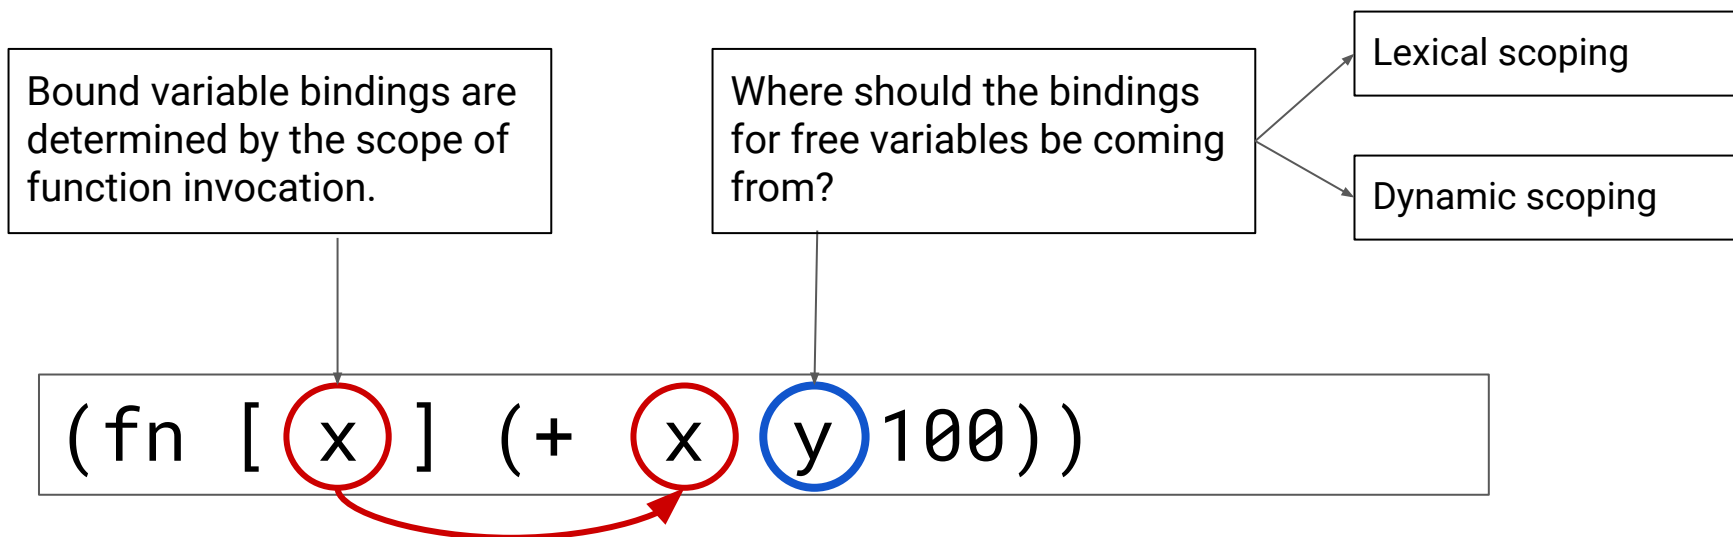 Bound variable bindings are
determined by the scope of
function invocation.
Where should the bindings
for free variables be coming
from?
Lexical scoping
Dynamic scoping
(fn [ x ] (+ x y 100))